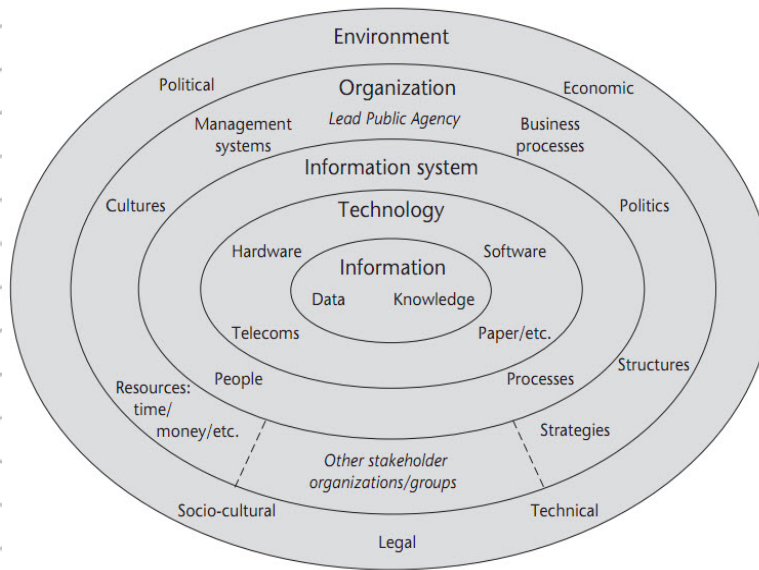 Environment
Political
Economic
Organization
Lead Public Agency
Management
systems
Business
processes
Information system
Cultures
Politics
Technology
Hardware
Software
Information
Data
Knowledge
Telecoms
Paper/etc.
People
Processes
Structures
Resources:
time/
money/etc.
Strategies
Other stakeholder
organizations/groups
Socio-cultural
Technical
Legal